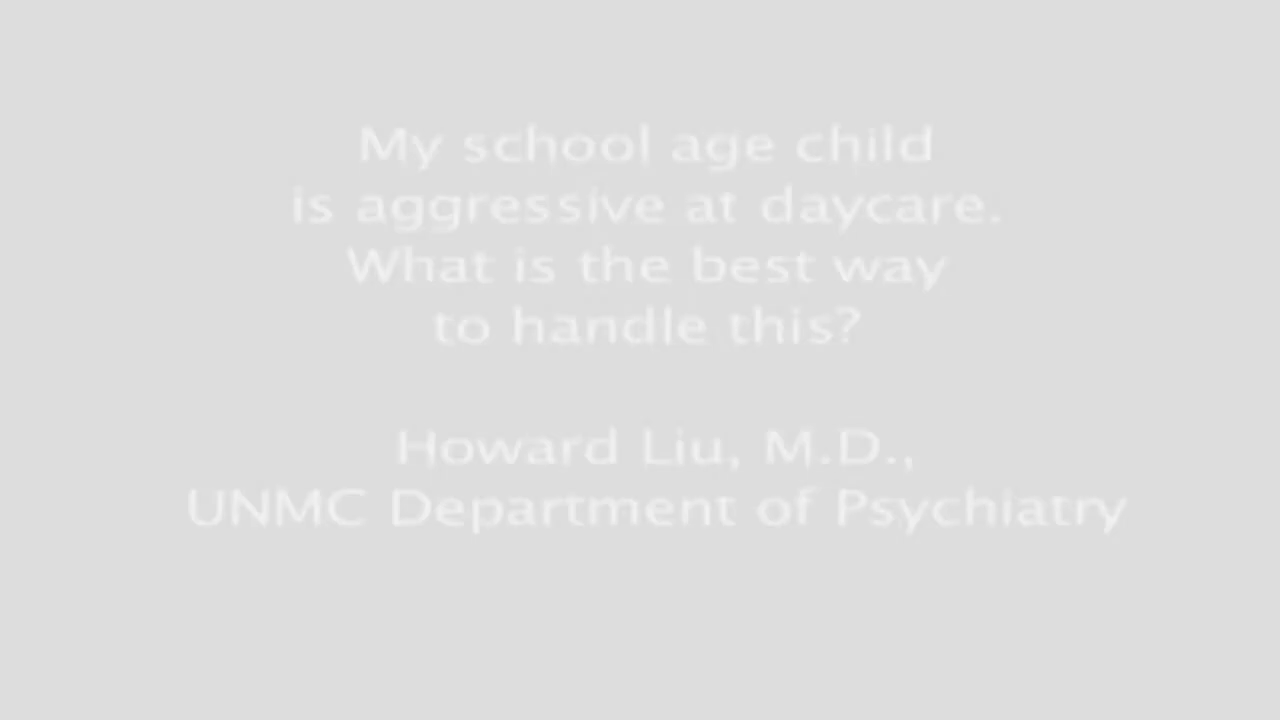 My school age child
is aggressive at daycare.
What is the best way
to handle this?
Howard Liu, M.D.,
UNMC Department of Psychiatry